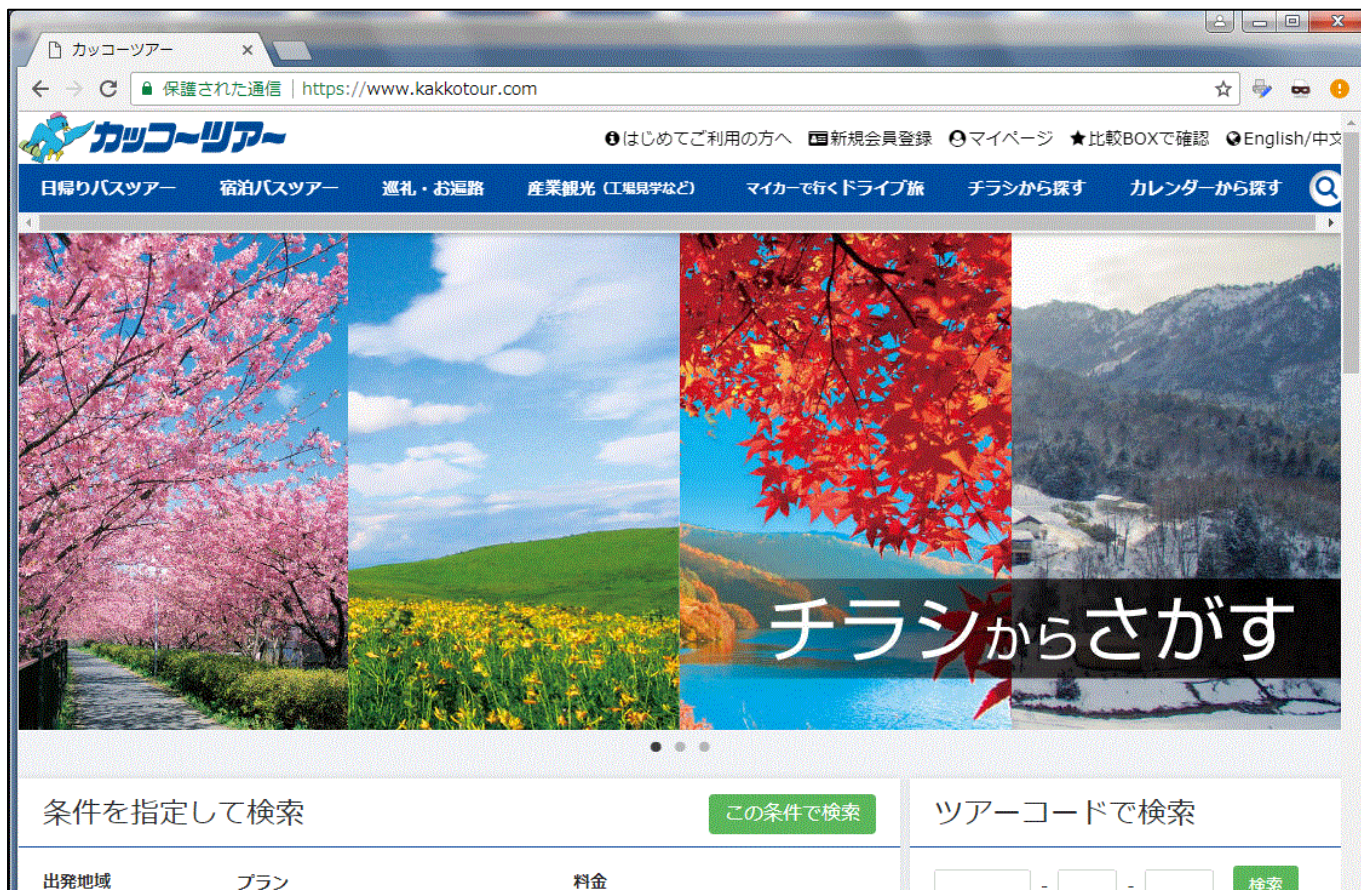 カッコーツアー
保護された通信 | https://www.kakkotour.com
カッコーツアー
はじめてご利用の方へ 新規会員登録 マイページ ★比較BOXで確認 English/中文
日帰りバスツアー 宿泊バスツアー 巡礼・お遍路 産業観光（工場見学など） マイカーで行くドライブ旅 チラシから探す カレンダーから探す
チラシからさがす
条件を指定して検索 この条件で検索 ツアーコードで検索
出発地域 プラン 料金 - - 検索